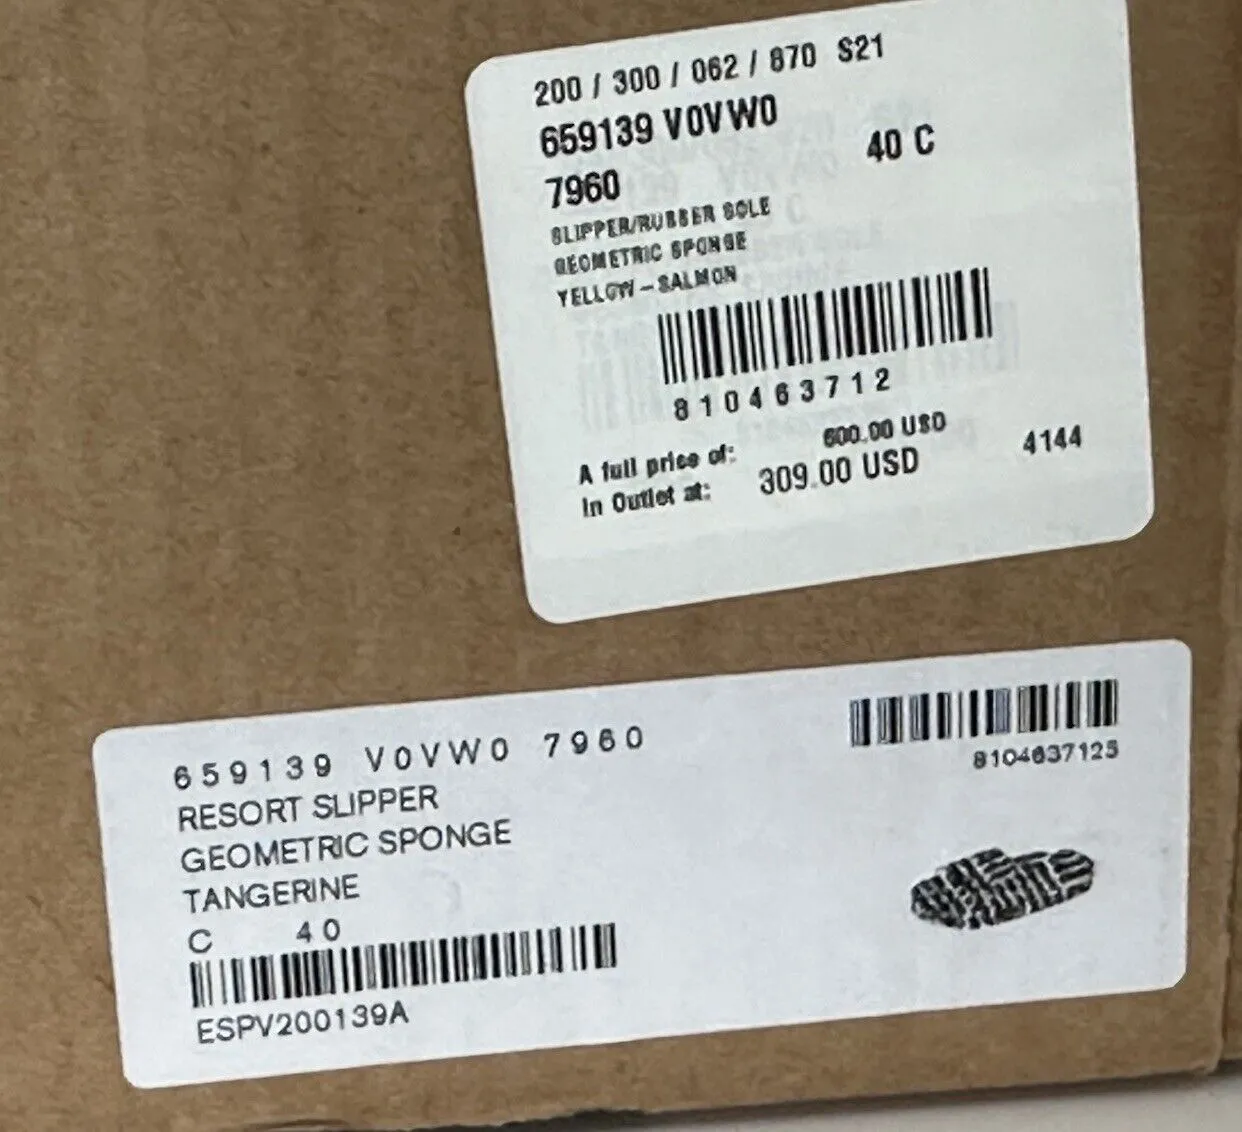 200 / 300 / 062 / 870 S21
659139 V0VW0
40 C
7960
SLIPPER/RUBBER SOLE
GEOMETRIC SPONGE
YELLOW-SALMON
810463712
A full price of: 600.00 USD
In Outlet at: 309.00 USD
4144
659139 V0VW0 7960
8104637125
RESORT SLIPPER
GEOMETRIC SPONGE
TANGERINE
C 40
ESPV200139A